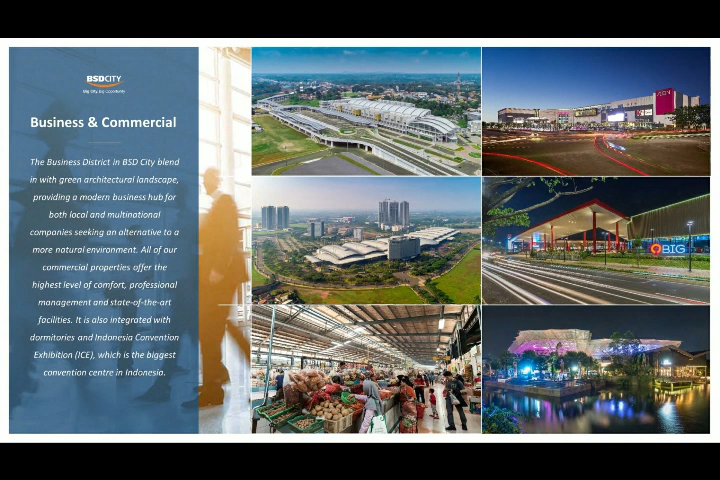 BSDCITY
Big City, Big Opportunity
Business & Commercial
The Business District in BSD City blend
in with green architectural landscape,
providing a modern business hub for
both local and multinational
companies seeking an alternative to a
more natural environment. All of our
commercial properties offer the
highest level of comfort, professional
management and state-of-the-art
facilities. It is also integrated with
dormitories and Indonesia Convention
Exhibition (ICE), which is the biggest
convention centre in Indonesia.
AEON
QBIG